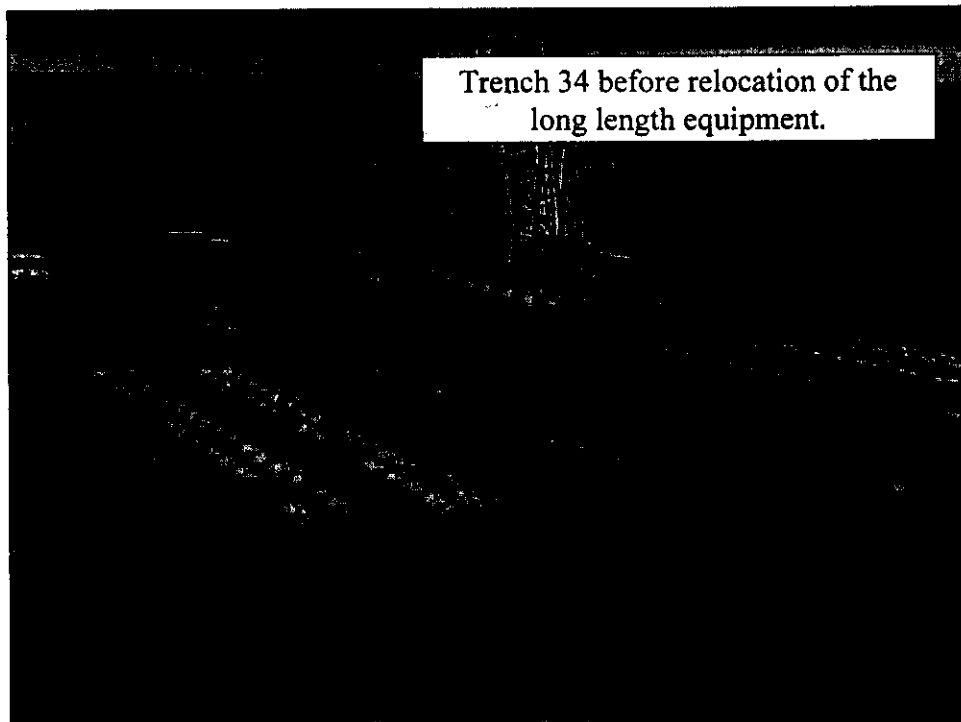 Trench 34 before relocation of the
long length equipment.